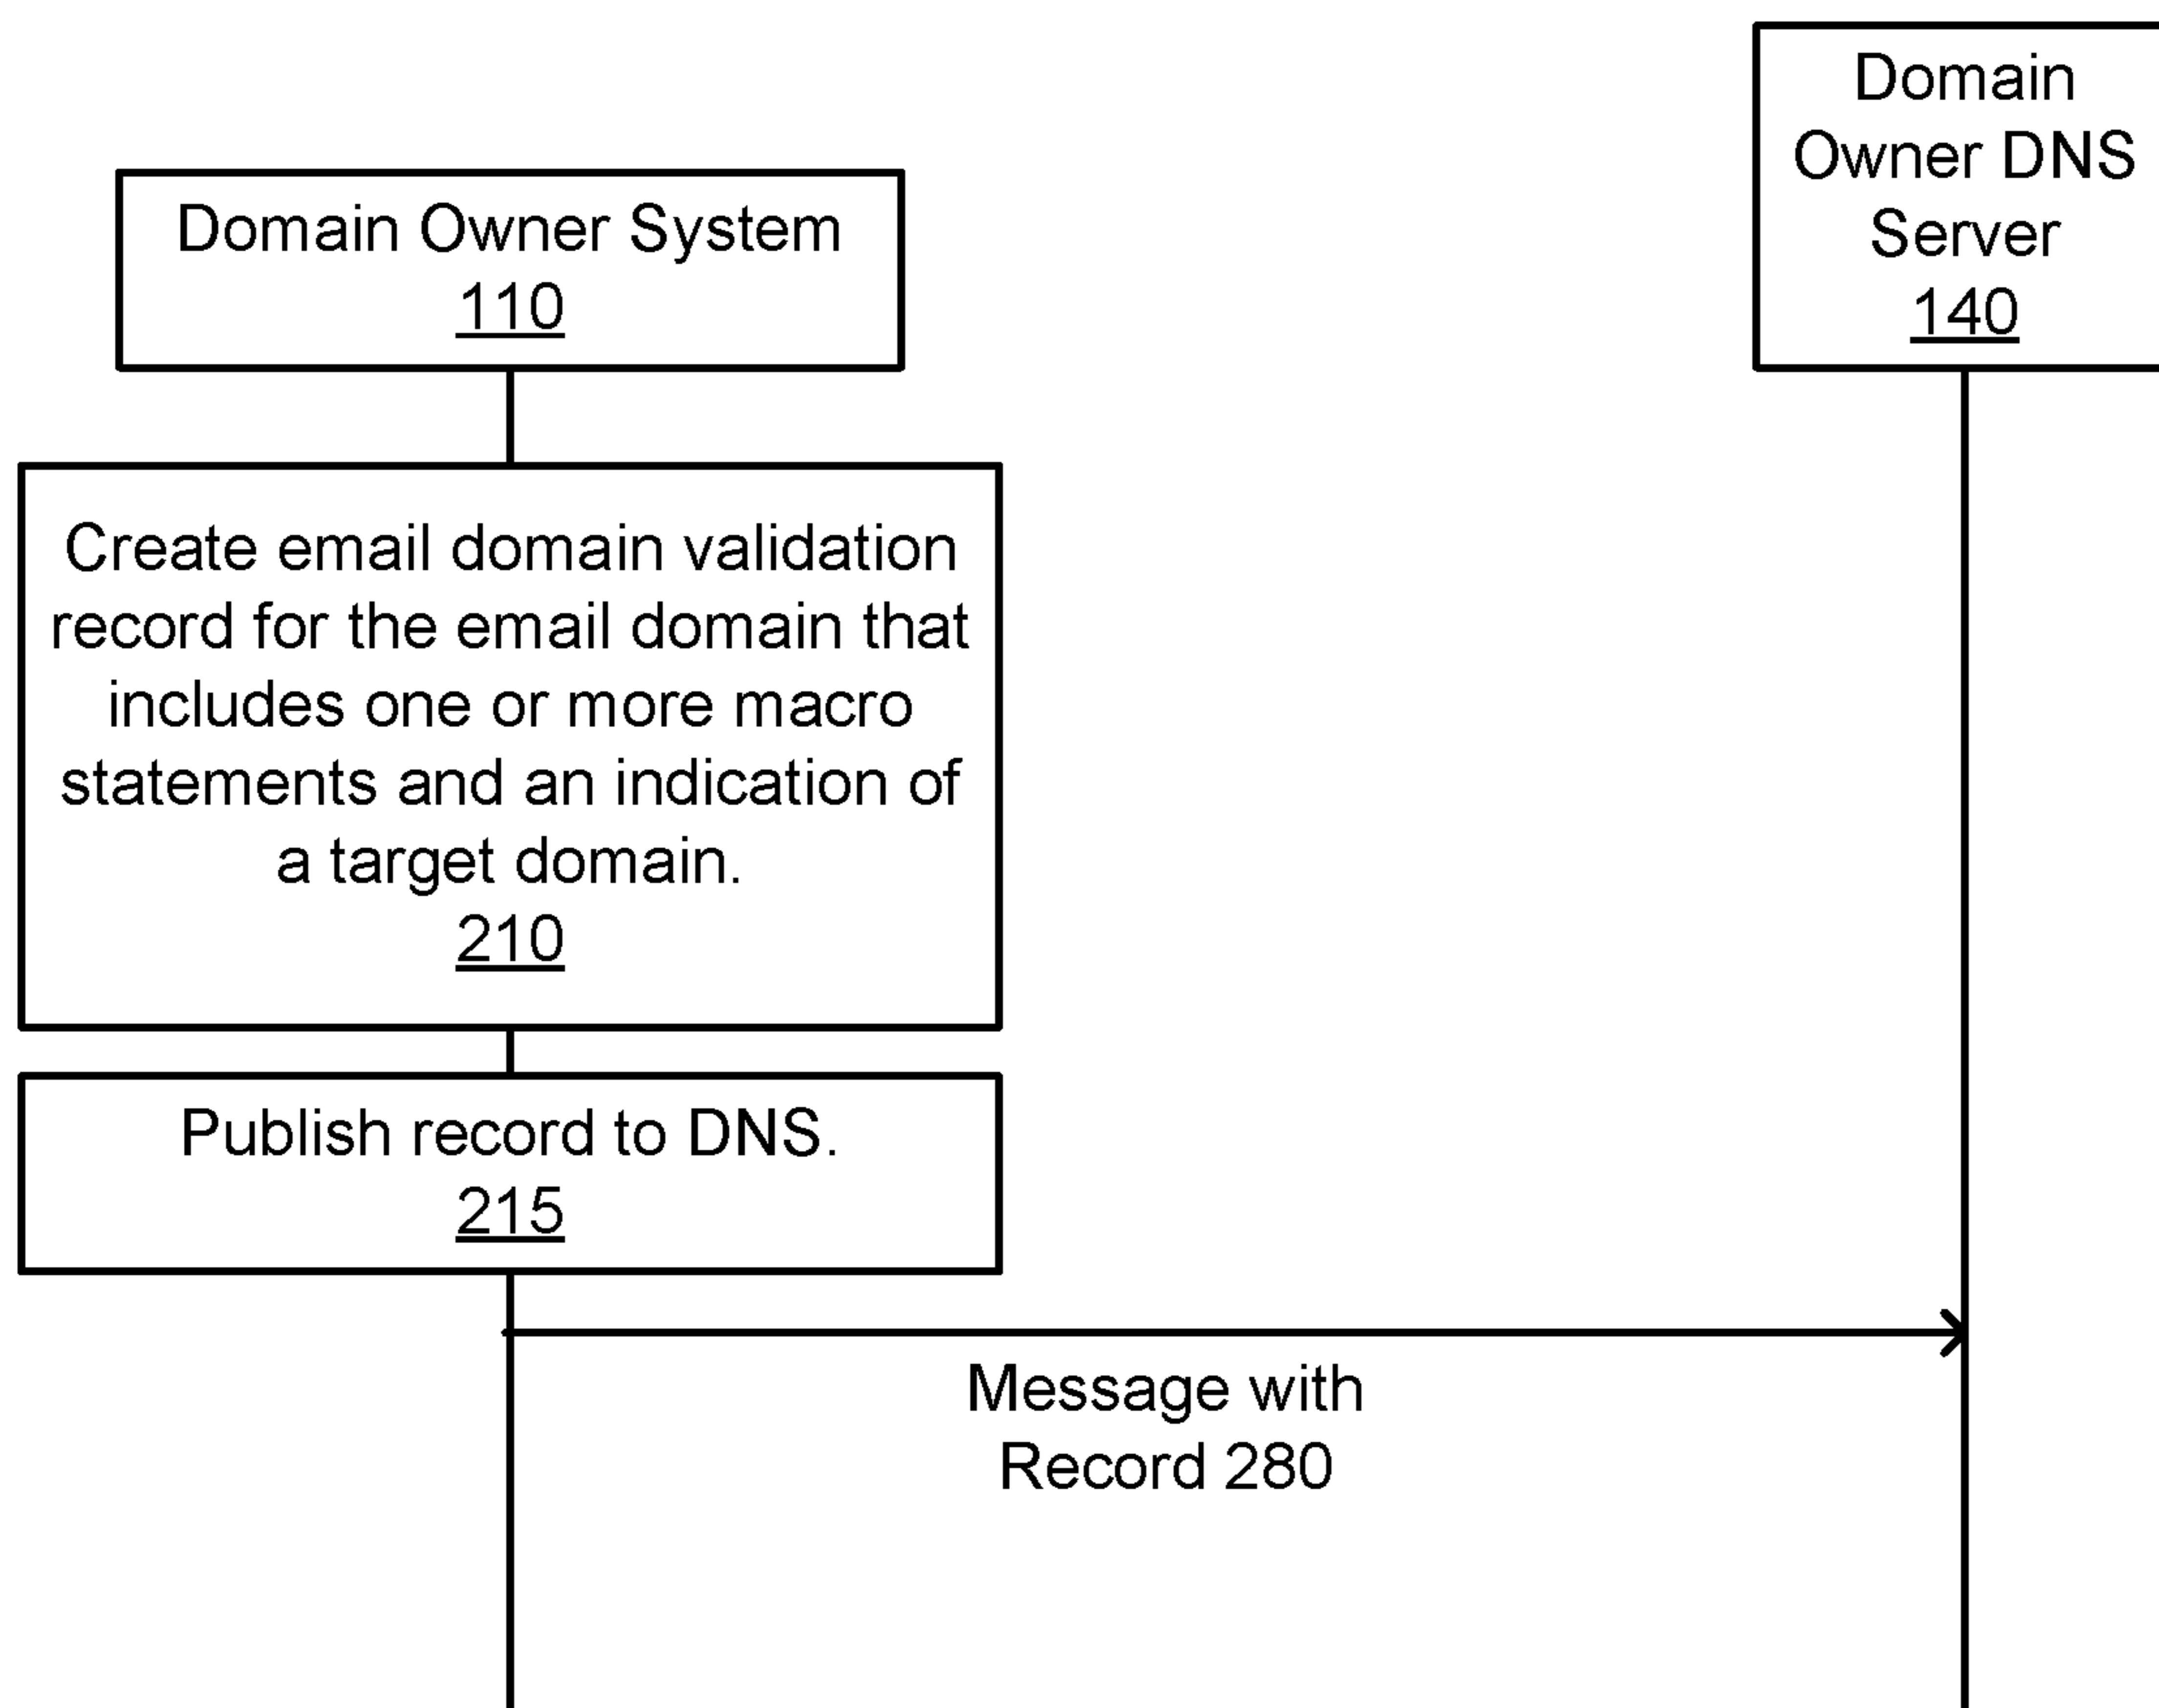 Domain
Owner DNS
Server
140
Domain Owner System
110
Create email domain validation
record for the email domain that
includes one or more macro
statements and an indication of
a target domain.
210
Publish record to DNS.
215
Message with
Record 280